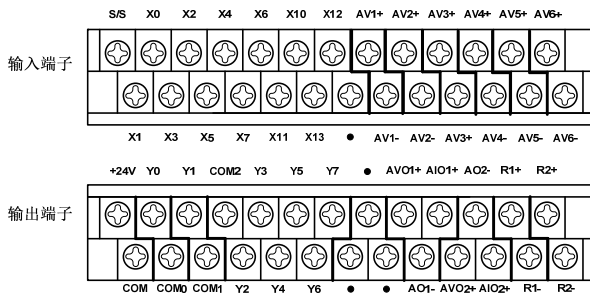 S/S X0 X2 X4 X6 X10 X12 AV1+ AV2+ AV3+ AV4+ AV5+ AV6+
输入端子
X1 X3 X5 X7 X11 X13 ● AV1- AV2- AV3+ AV4- AV5- AV6-
+24V Y0 Y1 COM2 Y3 Y5 Y7 ● AVO1+ AIO1+ AO2- R1+ R2+
输出端子
COM COM0 COM1 Y2 Y4 Y6 ● ● AO1- AVO2+ AIO2+ R1- R2-